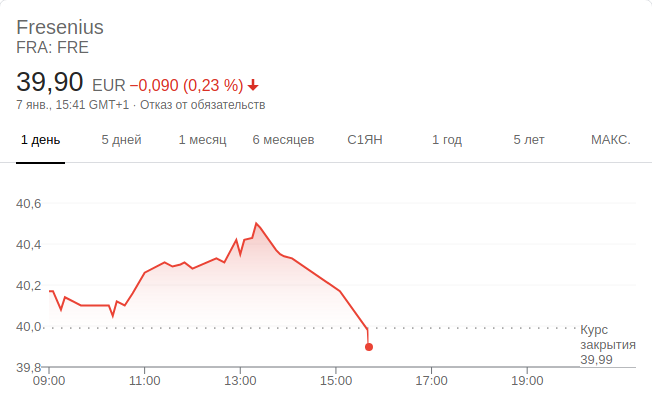 Fresenius
FRA: FRE
39,90 EUR −0,090 (0,23 %)
7 янв., 15:41 GMT+1 · Отказ от обязательств
1 день 5 дней 1 месяц 6 месяцев С1ЯН 1 год 5 лет МАКС.
40,6
40,4
40,2
40,0
Курс
закрытия
39,99
39,8
09:00 11:00 13:00 15:00 17:00 19:00